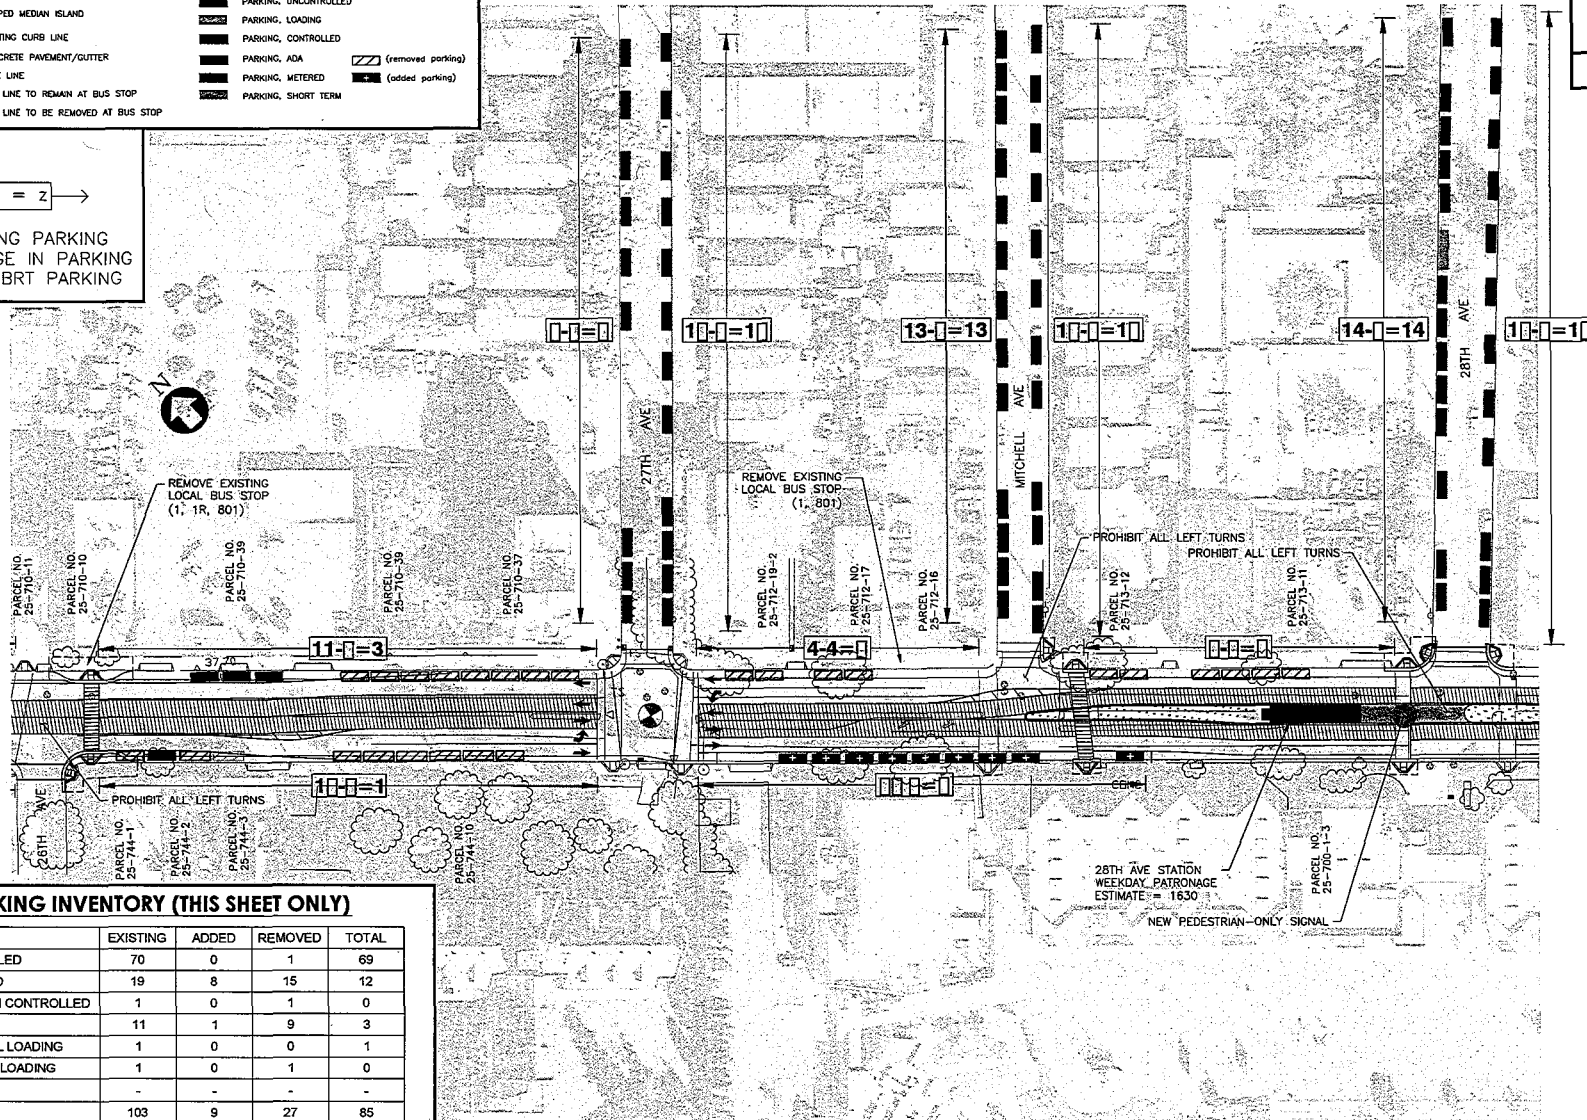 PED MEDIAN ISLAND
TING CURB LINE
CRETE PAVEMENT/GUTTER
LINE
LINE TO REMAIN AT BUS STOP
LINE TO BE REMOVED AT BUS STOP
PARKING, UNCONTROLLED
PARKING, LOADING
PARKING, CONTROLLED
PARKING, ADA
PARKING, METERED
PARKING, SHORT TERM
(removed parking)
(added parking)
= Z
NG PARKING
GE IN PARKING
BRT PARKING
N
13-▯=13
14-▯=14
1▯-▯=1▯
1▯-▯=1▯
1▯-▯=1▯
▯-▯=▯
27TH AVE
MITCHELL AVE
28TH AVE
REMOVE EXISTING
LOCAL BUS STOP
(1, 1R, 801)
REMOVE EXISTING
LOCAL BUS STOP
(1, 801)
PROHIBIT ALL LEFT TURNS
PROHIBIT ALL LEFT TURNS
PARCEL NO.
25-710-11
PARCEL NO.
25-710-10
PARCEL NO.
25-710-39
PARCEL NO.
25-710-39
PARCEL NO.
25-710-37
PARCEL NO.
25-712-19-2
PARCEL NO.
25-712-17
PARCEL NO.
25-712-16
PARCEL NO.
25-713-12
PARCEL NO.
25-713-11
11-▯=3
4-4=▯
▯-▯=▯
37.70
1▯-▯=1
26TH AVE
PROHIBIT ALL LEFT TURNS
PARCEL NO.
25-744-1
PARCEL NO.
25-744-2
PARCEL NO.
25-744-3
PARCEL NO.
25-744-10
28TH AVE STATION
WEEKDAY PATRONAGE
ESTIMATE = 1630
PARCEL NO.
25-700-1-3
NEW PEDESTRIAN-ONLY SIGNAL
KING INVENTORY (THIS SHEET ONLY)
EXISTING ADDED REMOVED TOTAL
LED 70 0 1 69
D 19 8 15 12
CONTROLLED 1 0 1 0
11 1 9 3
L LOADING 1 0 0 1
LOADING 1 0 1 0
- - - -
103 9 27 85